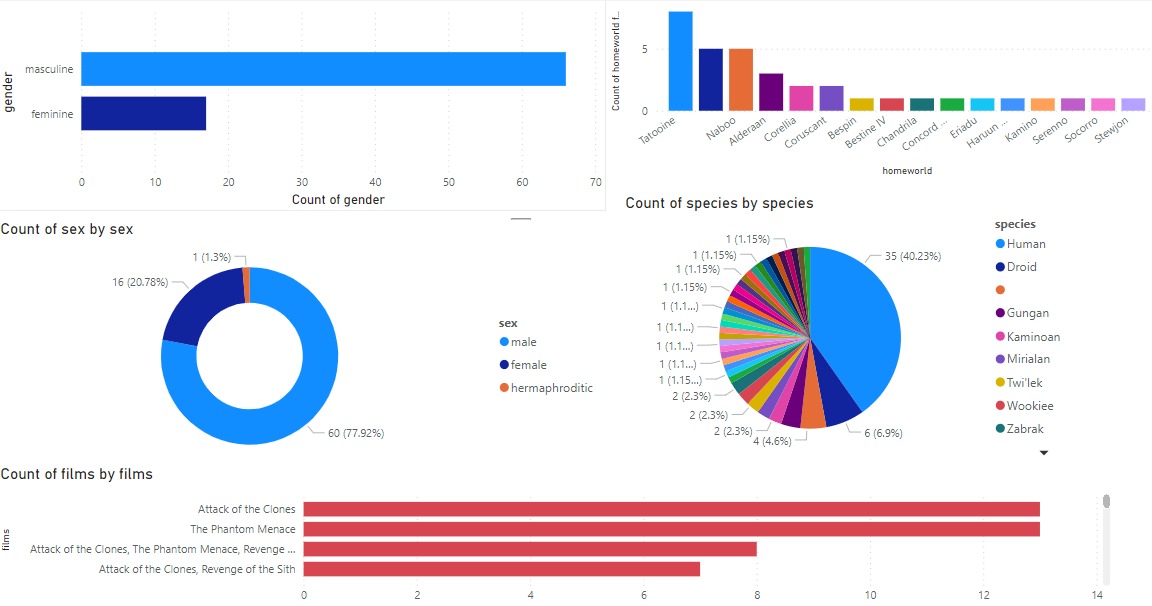 gender
masculine
feminine
0 10 20 30 40 50 60 70
Count of gender
Count of homeworld f...
5
0
Tatooine Naboo Alderaan Corellia Coruscant Bespin Bestine IV Chandrila Concord ... Eriadu Haruun ... Kamino Serenno Socorro Stewjon
homeworld
Count of sex by sex
1 (1.3%)
16 (20.78%)
60 (77.92%)
sex
male
female
hermaphroditic
Count of species by species
1 (1.15%)
1 (1.15%)
1 (1.15%)
1 (1.15%)
1 (1.1...)
1 (1.1...)
1 (1.1...)
1 (1.1...)
1 (1.15...)
2 (2.3%)
2 (2.3%)
2 (2.3%)
4 (4.6%)
6 (6.9%)
35 (40.23%)
species
Human
Droid
Gungan
Kaminoan
Mirialan
Twi'lek
Wookiee
Zabrak
Count of films by films
films
Attack of the Clones
The Phantom Menace
Attack of the Clones, The Phantom Menace, Revenge ...
Attack of the Clones, Revenge of the Sith
0 2 4 6 8 10 12 14